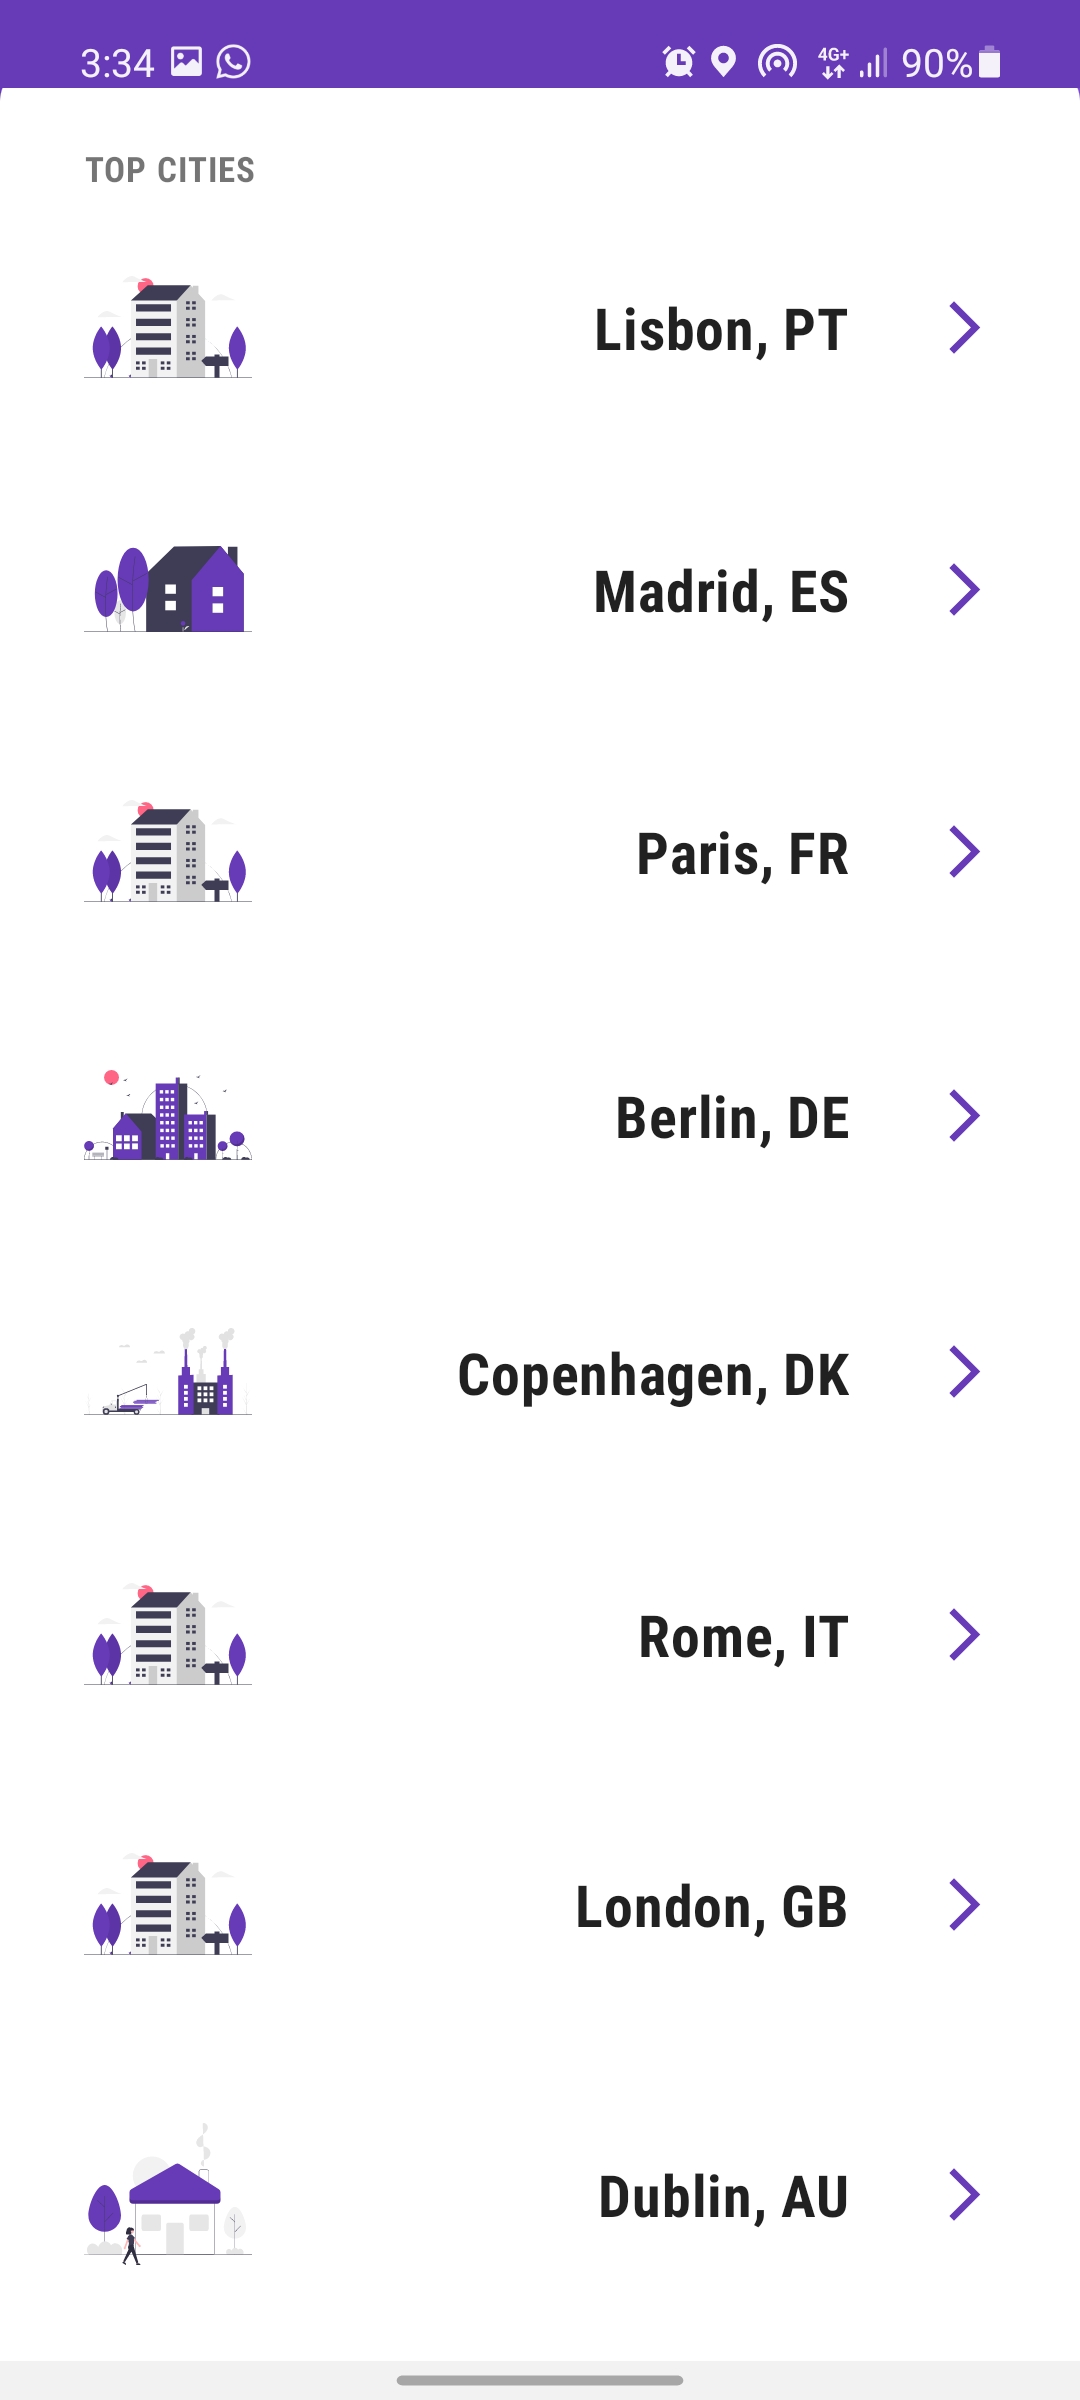 3:34 4G+ 90%
TOP CITIES
Lisbon, PT
Madrid, ES
Paris, FR
Berlin, DE
Copenhagen, DK
Rome, IT
London, GB
Dublin, AU